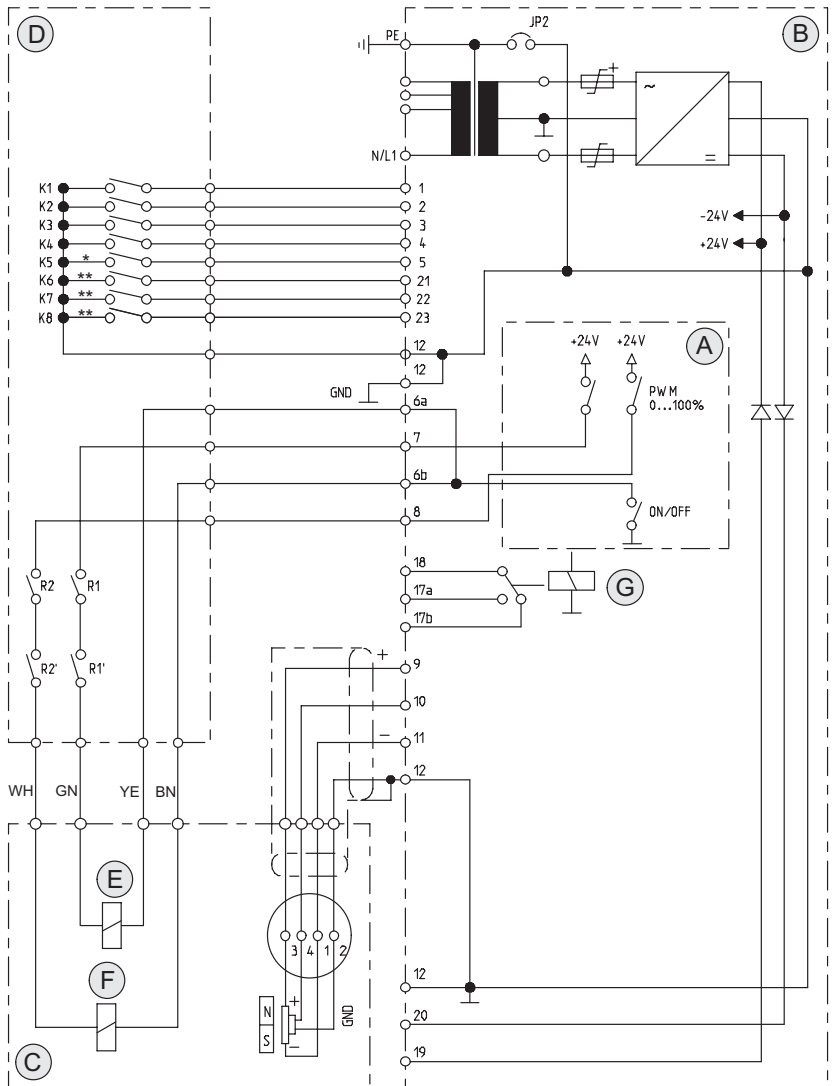 D
B
JP2
PE
+
~
=
N/L1
K1 1
K2 2
K3 3
K4 4
K5 * 5
K6 ** 21
K7 ** 22
K8 ** 23
-24V
+24V
12
12
GND
A
+24V +24V
PWM
0...100%
6a
7
6b
8
ON/OFF
18
17a
17b
G
R2 R1
R2' R1'
+
9
10
-
11
12
WH GN YE BN
E
3 4 1 2
F
12
N
S
+
-
GND
20
19
C